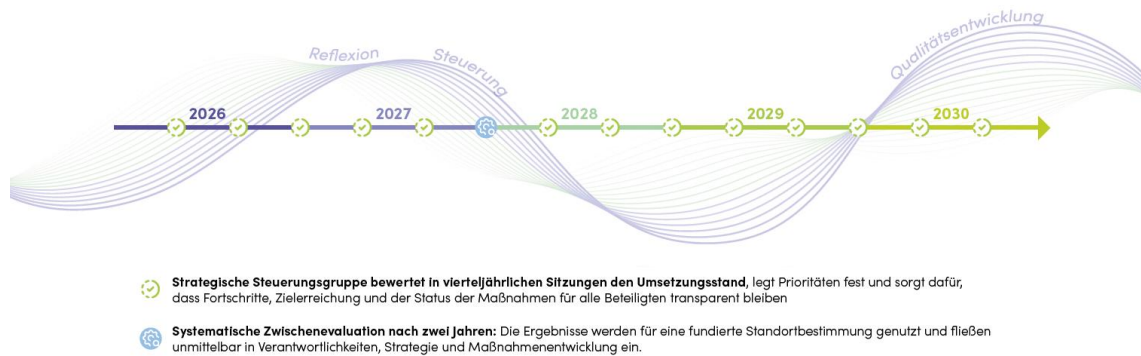 Qualitätsentwicklung
Reflexion
Steuerung
2026
2027
2028
2029
2030
Strategische Steuerungsgruppe bewertet in vierteljährlichen Sitzungen den Umsetzungsstand, legt Prioritäten fest und sorgt dafür,
dass Fortschritte, Zielerreichung und der Status der Maßnahmen für alle Beteiligten transparent bleiben
Systematische Zwischenevaluation nach zwei Jahren: Die Ergebnisse werden für eine fundierte Standortbestimmung genutzt und fließen
unmittelbar in Verantwortlichkeiten, Strategie und Maßnahmenentwicklung ein.